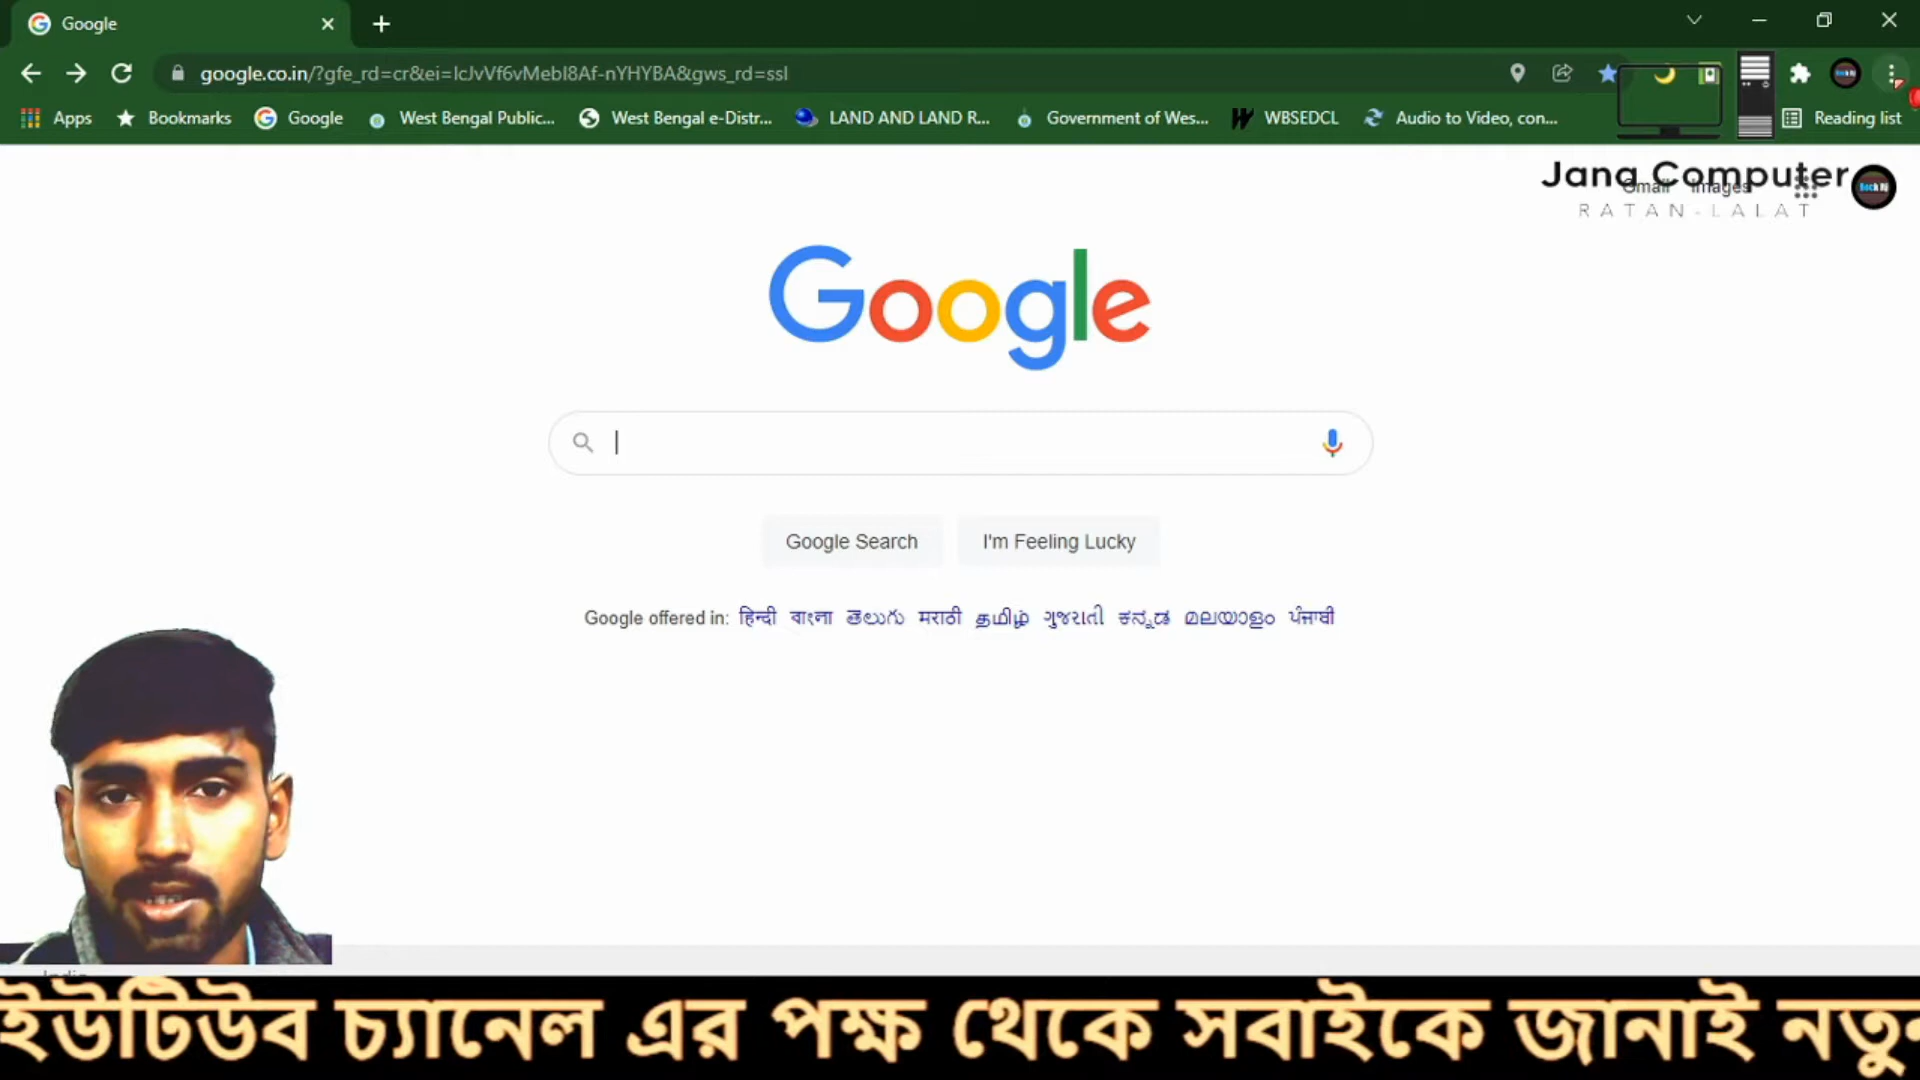 Google
google.co.in/?gfe_rd=cr&ei=IcJvVf6vMebI8Af-nYHYBA&gws_rd=ssl
Apps Bookmarks Google West Bengal Public... West Bengal e-Distr... LAND AND LAND R... Government of Wes... WBSEDCL Audio to Video, con... Reading list
Jana Computer
Gmail Images
RATAN-LALAT
Google
Google Search I'm Feeling Lucky
Google offered in: हिन्दी বাংলা తెలుగు मराठी தமிழ் ગુજરાતી ಕನ್ನಡ മലയാളം ਪੰਜਾਬੀ
India
ইউটিউব চ্যানেল এর পক্ষ থেকে সবাইকে জানাই নতুন